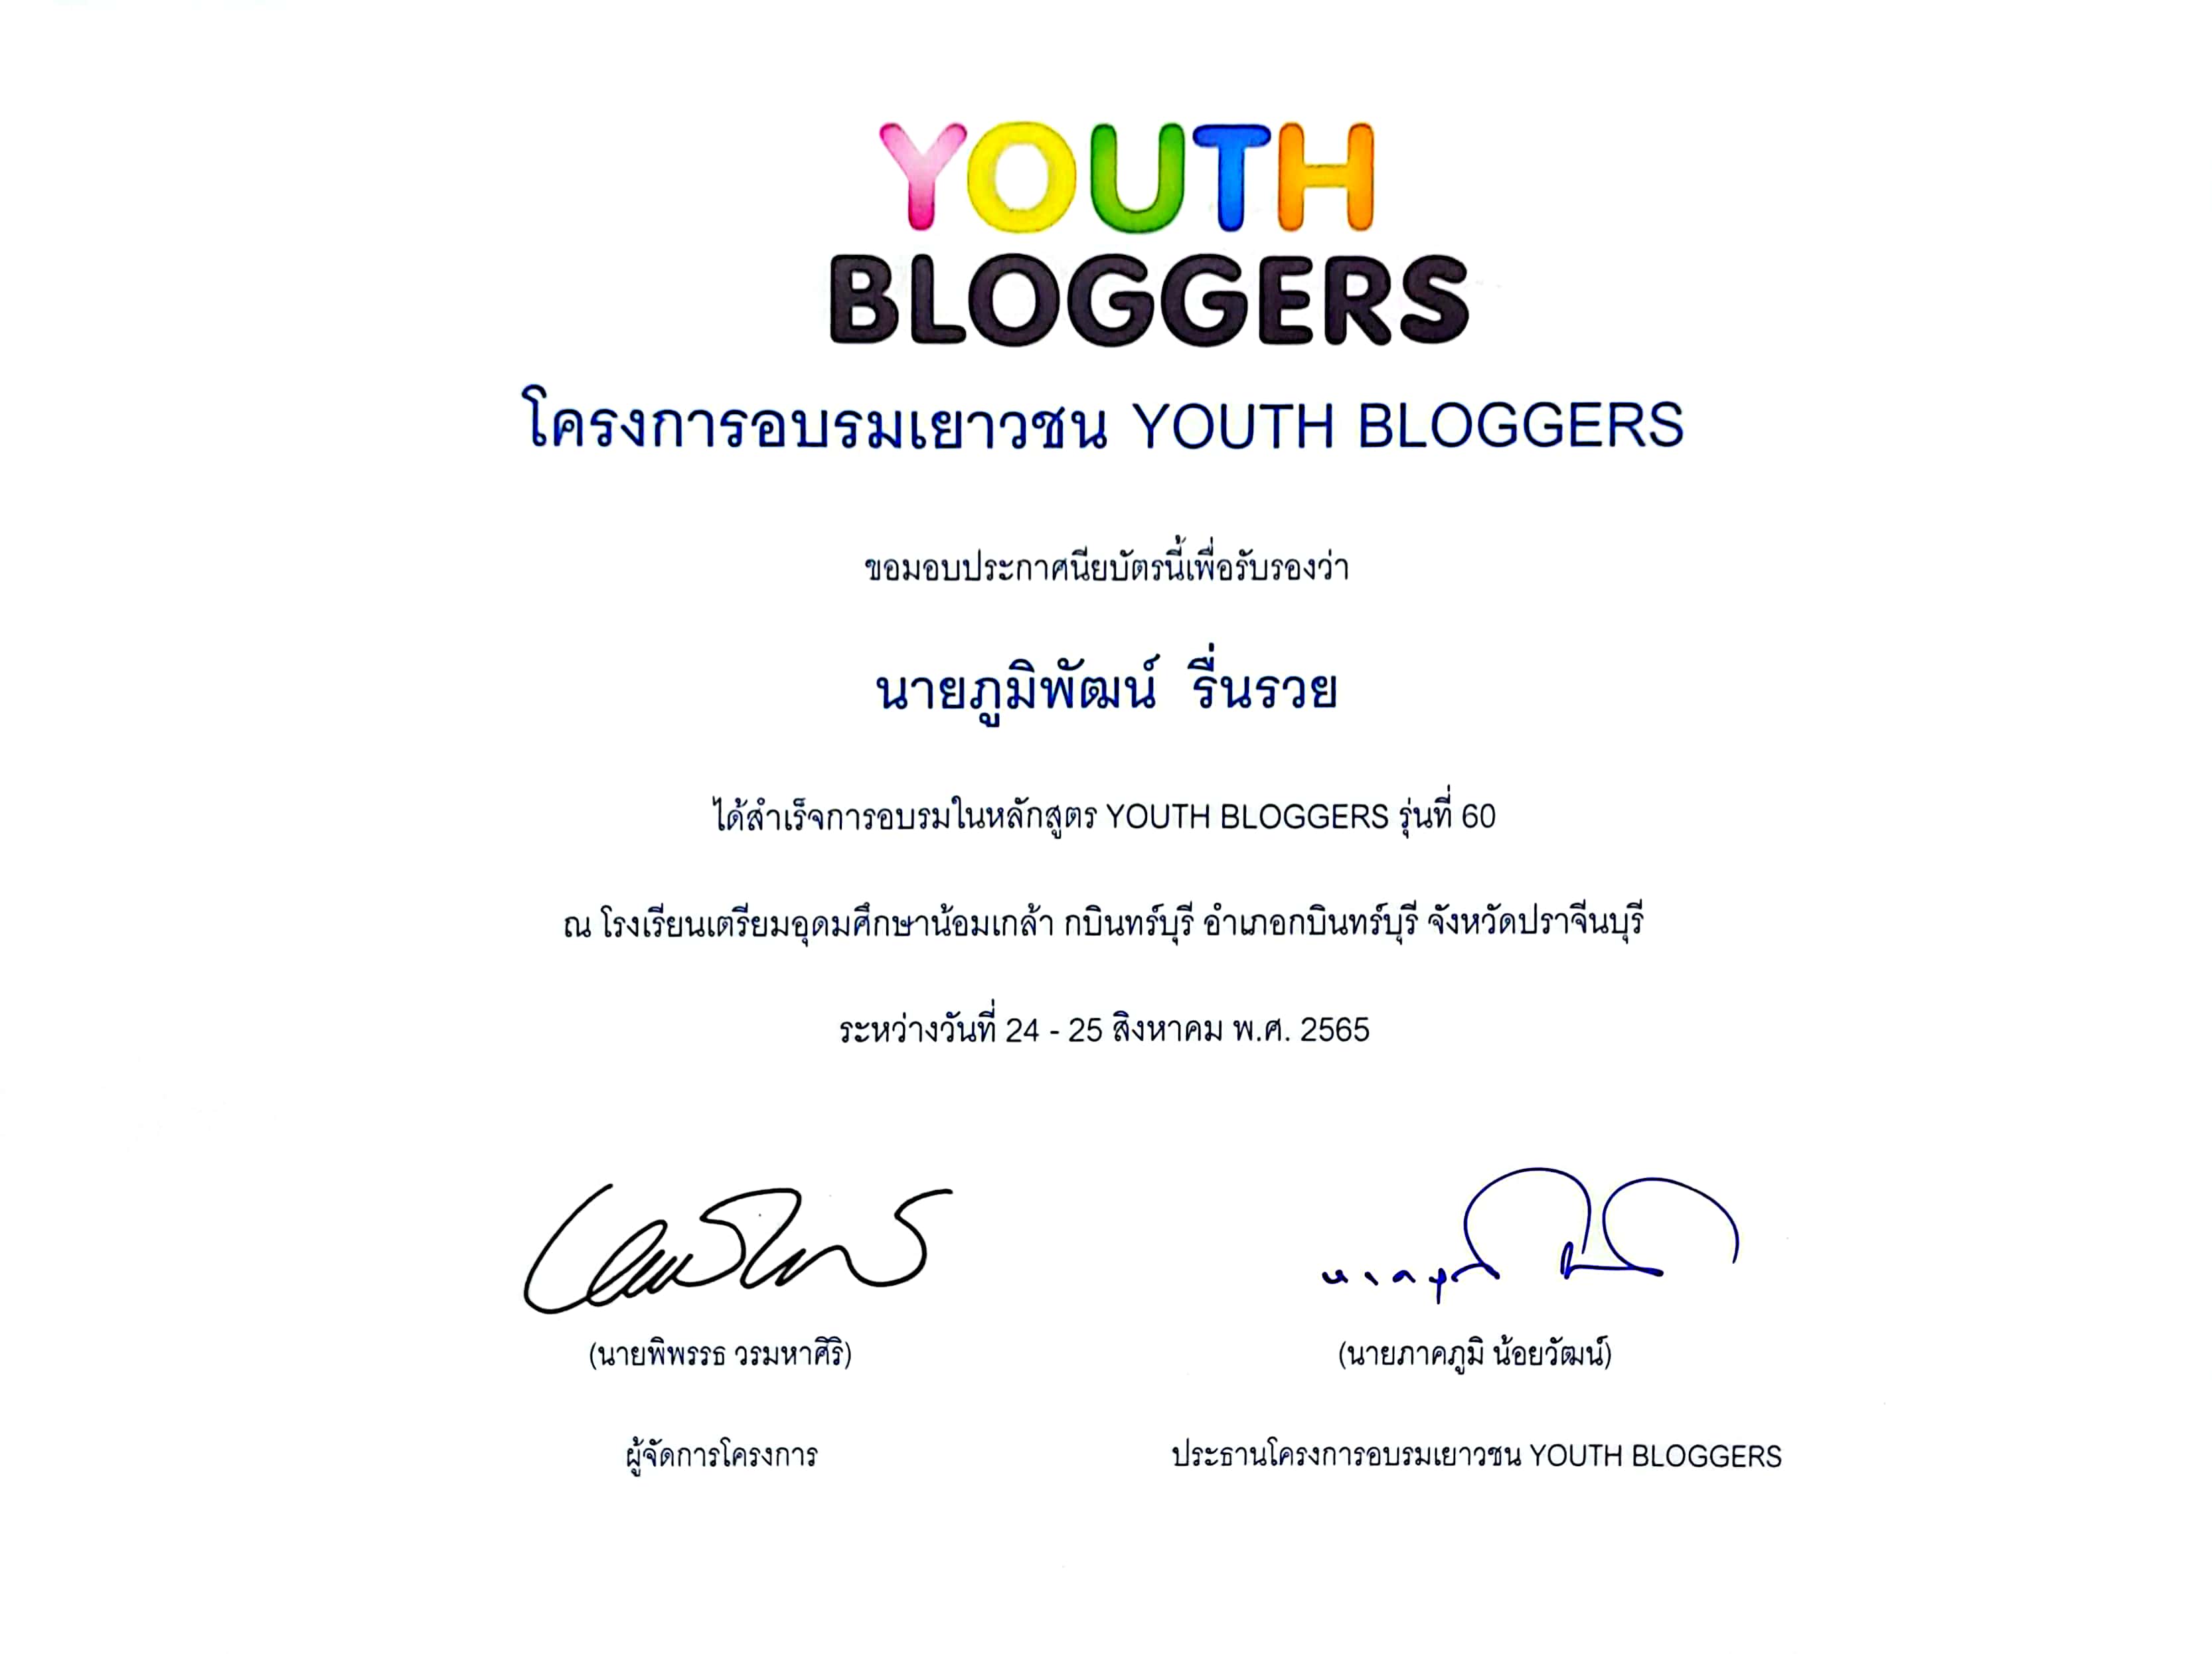 YOUTH
BLOGGERS
โครงการอบรมเยาวชน YOUTH BLOGGERS
ขอมอบประกาศนียบัตรนี้เพื่อรับรองว่า
นายภูมิพัฒน์ รื่นรวย
ได้สำเร็จการอบรมในหลักสูตร YOUTH BLOGGERS รุ่นที่ 60
ณ โรงเรียนเตรียมอุดมศึกษาน้อมเกล้า กบินทร์บุรี อำเภอกบินทร์บุรี จังหวัดปราจีนบุรี
ระหว่างวันที่ 24 - 25 สิงหาคม พ.ศ. 2565
(นายพิพรรธ วรมหาศิริ)
(นายภาคภูมิ น้อยวัฒน์)
ผู้จัดการโครงการ
ประธานโครงการอบรมเยาวชน YOUTH BLOGGERS